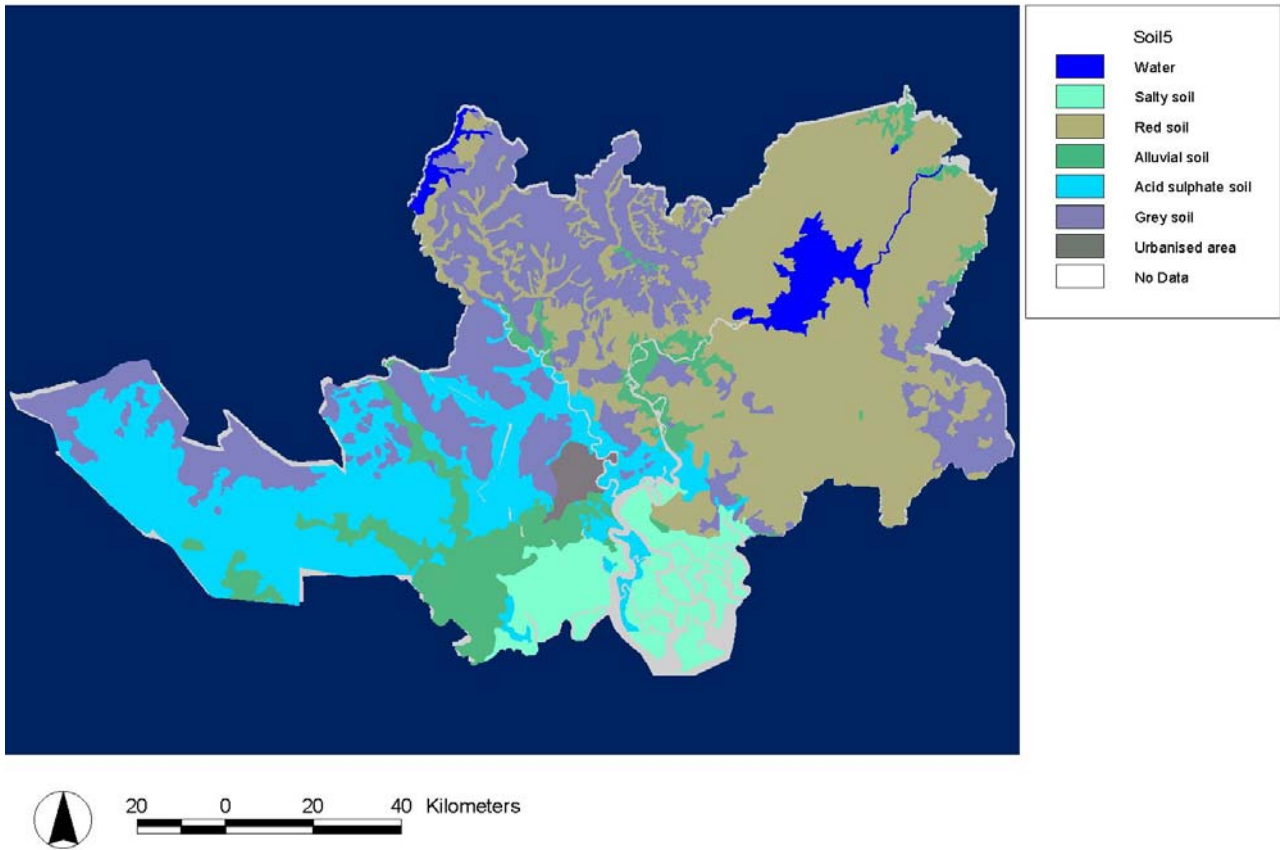 Soil5
Water
Salty soil
Red soil
Alluvial soil
Acid sulphate soil
Grey soil
Urbanised area
No Data
20 0 20 40 Kilometers